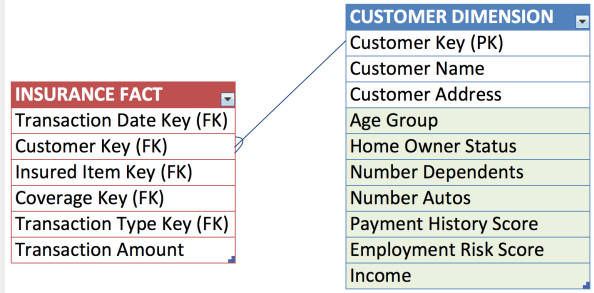 INSURANCE FACT
Transaction Date Key (FK)
Customer Key (FK)
Insured Item Key (FK)
Coverage Key (FK)
Transaction Type Key (FK)
Transaction Amount
CUSTOMER DIMENSION
Customer Key (PK)
Customer Name
Customer Address
Age Group
Home Owner Status
Number Dependents
Number Autos
Payment History Score
Employment Risk Score
Income